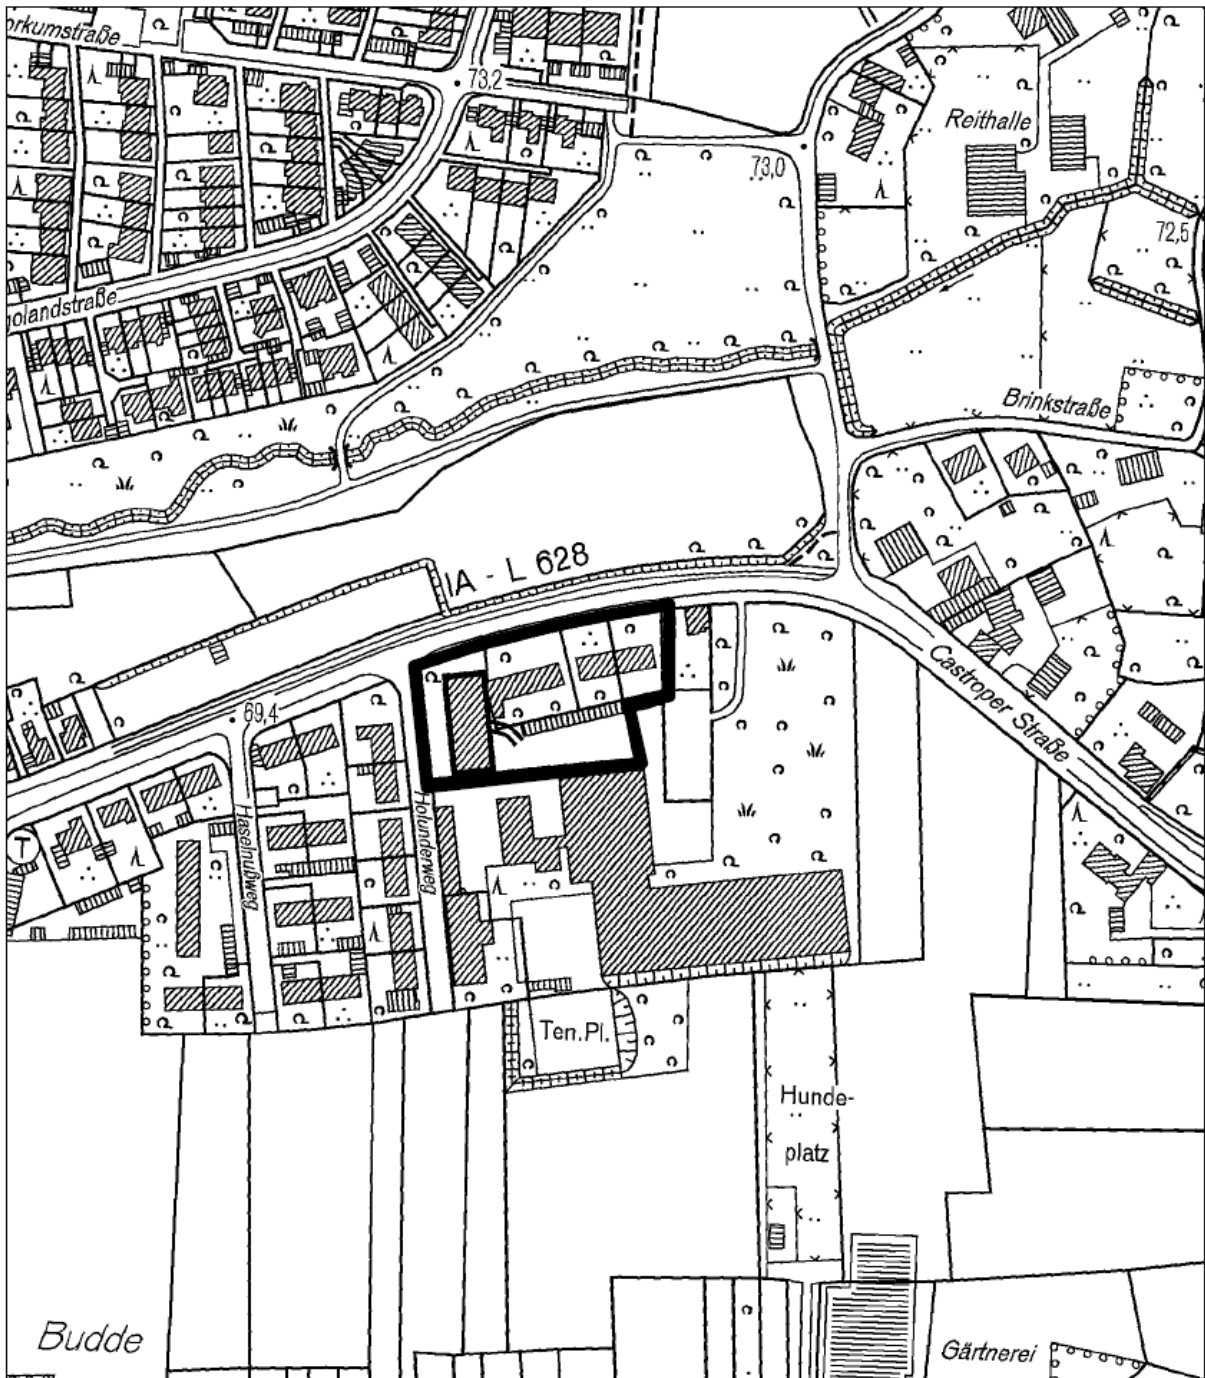 orkumstraße
73,2
Reithalle
73,0
72,5
golandstraße
Brinkstraße
IA - L 628
Castroper Straße
69,4
Haselnußweg
Holunderweg
T
Ten.Pl.
Hunde-
platz
Budde
Gärtnerei